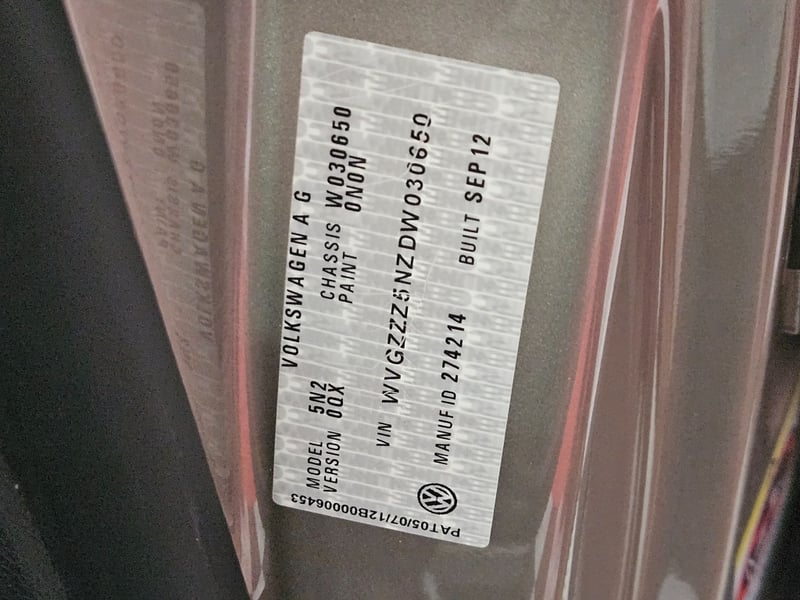 VOLKSWAGEN A G
MODEL 5N2 CHASSIS W030650
VERSION 0QX PAINT 0N0N
VIN WVGZZZ5NZDW030650
MANUF ID 274214 BUILT SEP12
PAT05/07/12B00006453